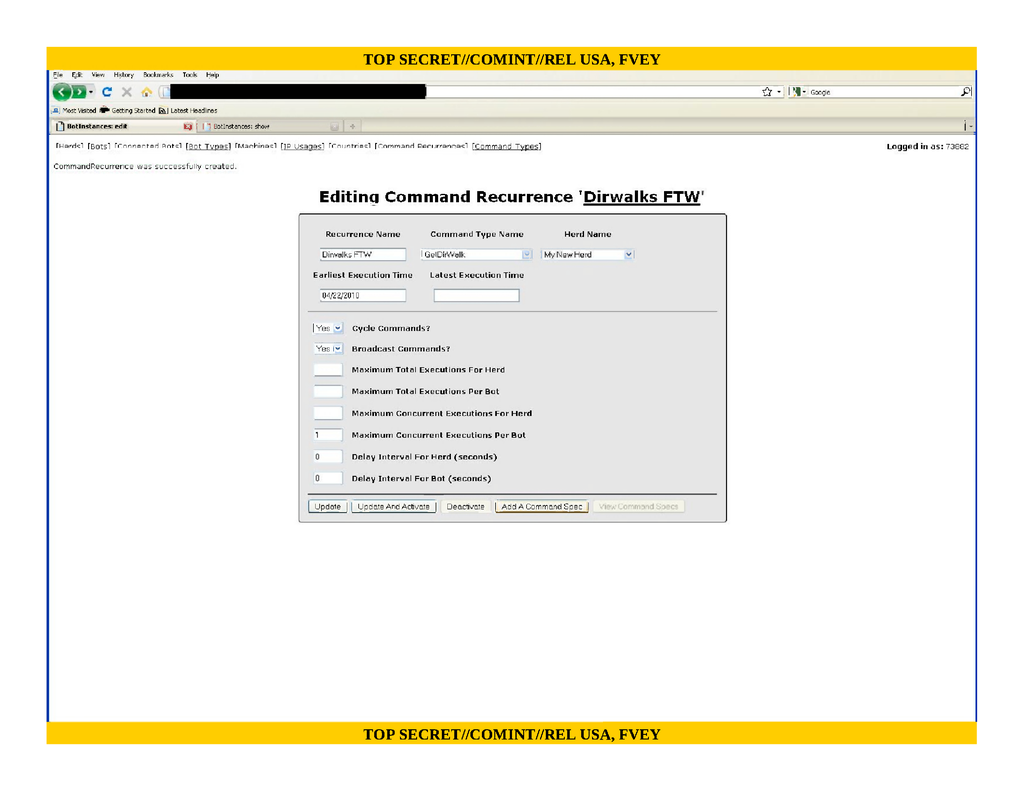 TOP SECRET//COMINT//REL USA, FVEY
File Edit View History Bookmarks Tools Help
Google
Most Visited Getting Started Latest Headlines
BotInstances: edit BotInstances: show
[Herds] [Bots] [Connected Bots] [Bot Types] [Machines] [IP Usages] [Countries] [Command Recurrences] [Command Types] Logged in as: 73882
CommandRecurrence was successfully created.
Editing Command Recurrence 'Dirwalks FTW'
Recurrence Name Command Type Name Herd Name
Dirwalks FTW GetDirWalk My New Herd
Earliest Execution Time Latest Execution Time
04/22/2010
Yes Cycle Commands?
Yes Broadcast Commands?
Maximum Total Executions For Herd
Maximum Total Executions Per Bot
Maximum Concurrent Executions For Herd
1 Maximum Concurrent Executions Per Bot
0 Delay Interval For Herd (seconds)
0 Delay Interval For Bot (seconds)
Update Update And Activate Deactivate Add A Command Spec View Command Specs
TOP SECRET//COMINT//REL USA, FVEY